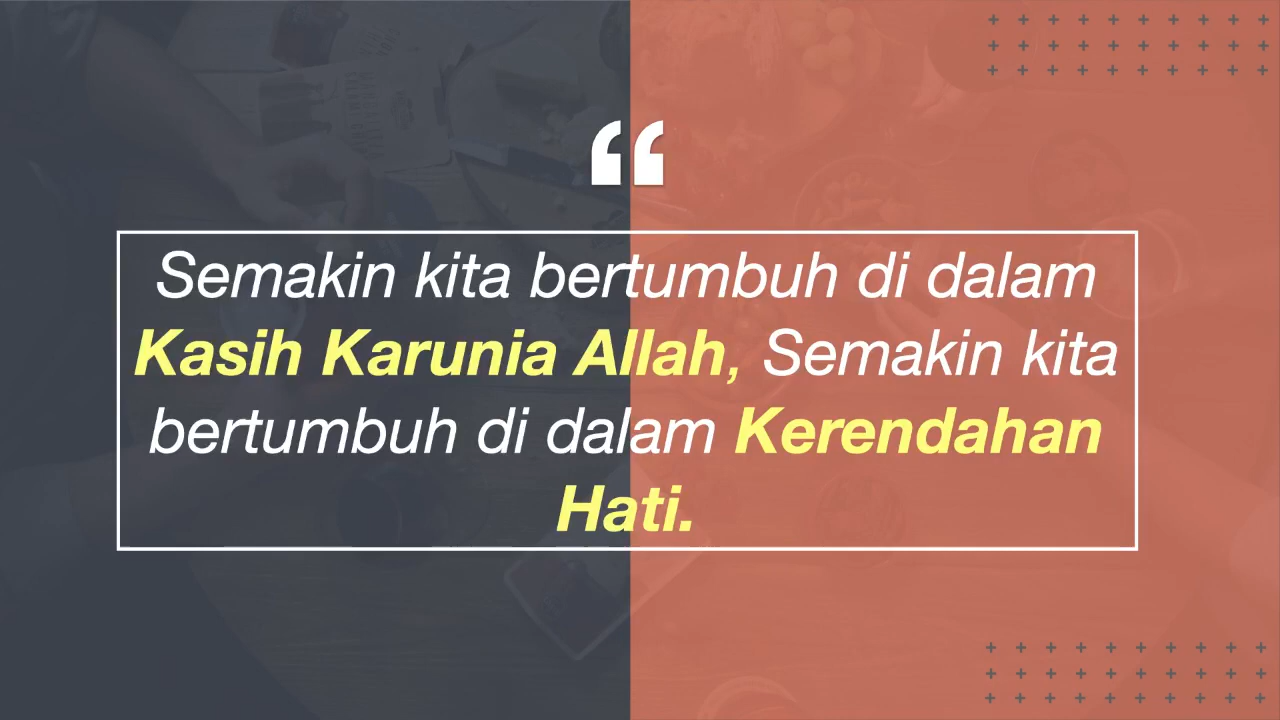 “
Semakin kita bertumbuh di dalam
Kasih Karunia Allah, Semakin kita
bertumbuh di dalam Kerendahan
Hati.